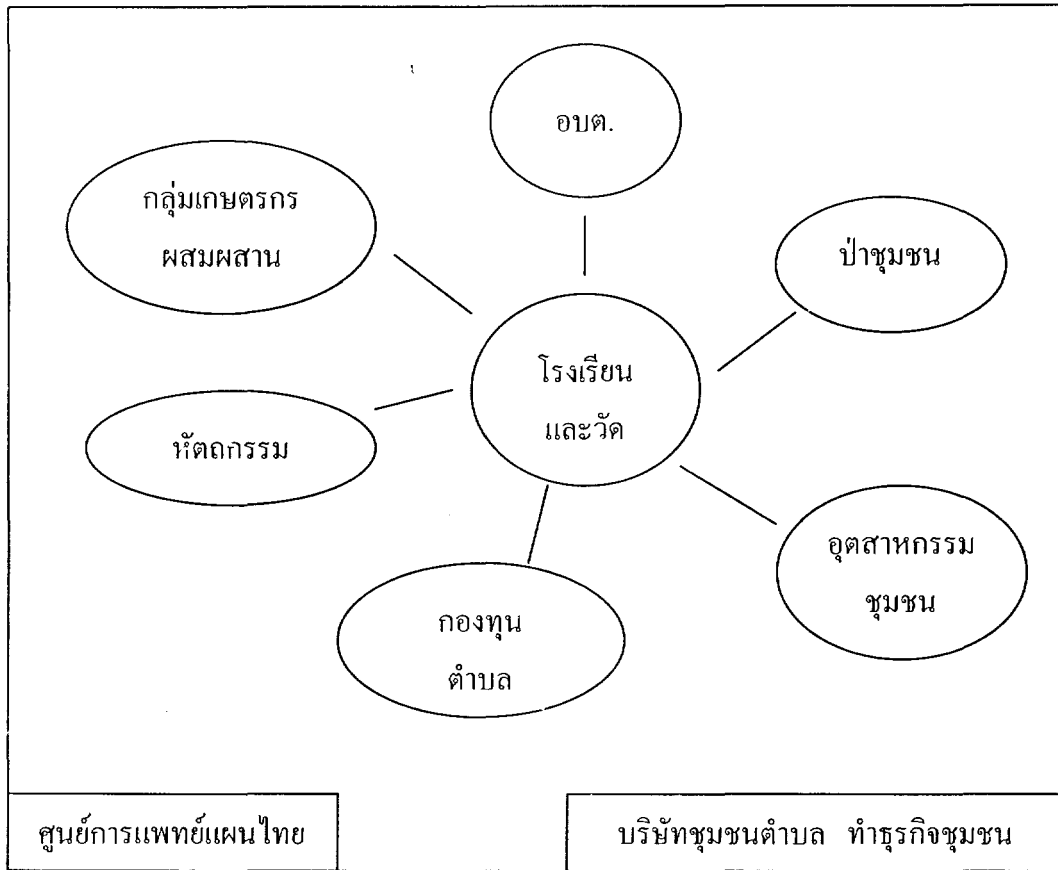 อบต.
กลุ่มเกษตรกร
ผสมผสาน
ป่าชุมชน
โรงเรียน
และวัด
หัตถกรรม
อุตสาหกรรม
ชุมชน
กองทุน
ตำบล
ศูนย์การแพทย์แผนไทย
บริษัทชุมชนตำบล ทำธุรกิจชุมชน